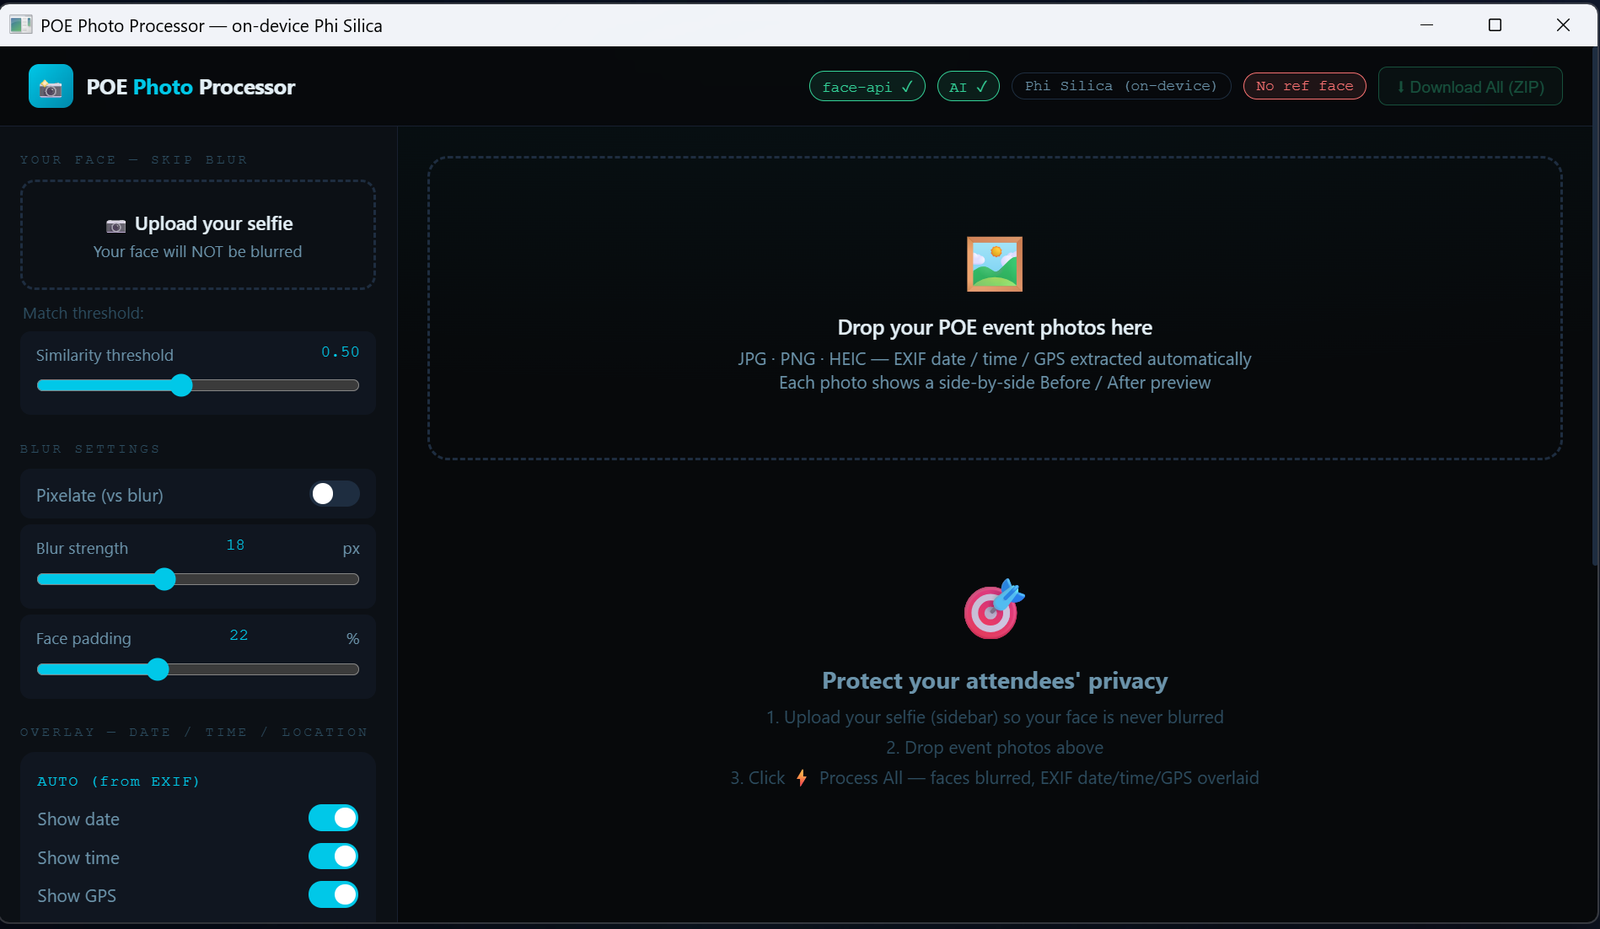 POE Photo Processor — on-device Phi Silica
POE Photo Processor
face-api ✓
AI ✓
Phi Silica (on-device)
No ref face
⬇ Download All (ZIP)
YOUR FACE — SKIP BLUR
📷 Upload your selfie
Your face will NOT be blurred
Match threshold:
Similarity threshold 0.50
BLUR SETTINGS
Pixelate (vs blur)
Blur strength 18 px
Face padding 22 %
OVERLAY — DATE / TIME / LOCATION
AUTO (from EXIF)
Show date
Show time
Show GPS
Drop your POE event photos here
JPG · PNG · HEIC — EXIF date / time / GPS extracted automatically
Each photo shows a side-by-side Before / After preview
Protect your attendees' privacy
1. Upload your selfie (sidebar) so your face is never blurred
2. Drop event photos above
3. Click ⚡ Process All — faces blurred, EXIF date/time/GPS overlaid